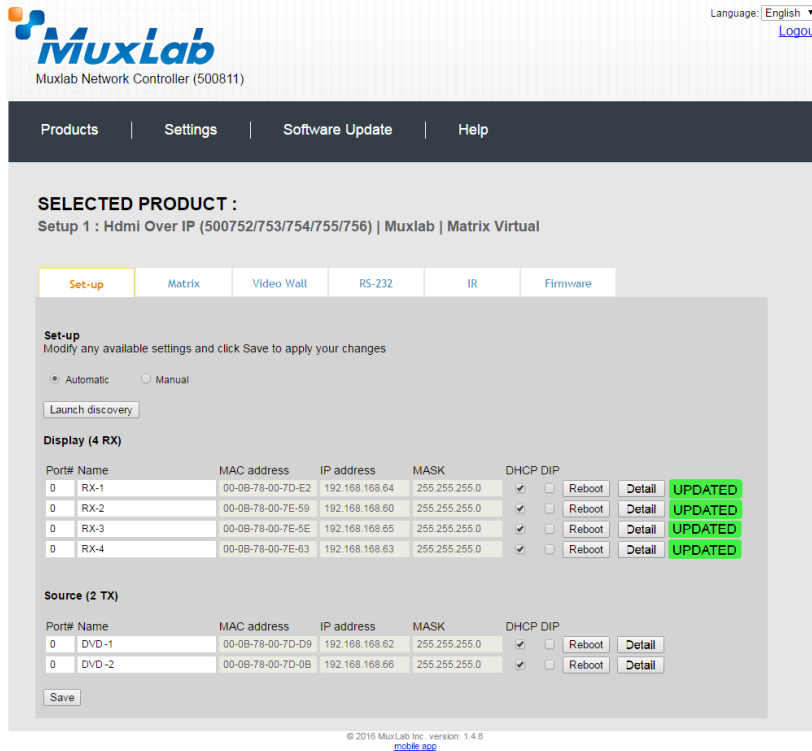 Language: English
Logou
MuxLab
Muxlab Network Controller (500811)
Products | Settings | Software Update | Help
SELECTED PRODUCT :
Setup 1 : Hdmi Over IP (500752/753/754/755/756) | Muxlab | Matrix Virtual
Set-up Matrix Video Wall RS-232 IR Firmware
Set-up
Modify any available settings and click Save to apply your changes
Automatic Manual
Launch discovery
Display (4 RX)
Port# Name MAC address IP address MASK DHCP DIP
0 RX-1 00-0B-78-00-7D-E2 192.168.168.64 255.255.255.0 Reboot Detail UPDATED
0 RX-2 00-0B-78-00-7E-59 192.168.168.60 255.255.255.0 Reboot Detail UPDATED
0 RX-3 00-0B-78-00-7E-5E 192.168.168.65 255.255.255.0 Reboot Detail UPDATED
0 RX-4 00-0B-78-00-7E-63 192.168.168.63 255.255.255.0 Reboot Detail UPDATED
Source (2 TX)
Port# Name MAC address IP address MASK DHCP DIP
0 DVD-1 00-0B-78-00-7D-D9 192.168.168.62 255.255.255.0 Reboot Detail
0 DVD-2 00-0B-78-00-7D-0B 192.168.168.66 255.255.255.0 Reboot Detail
Save
© 2016 MuxLab Inc. version: 1.4.8
mobile app